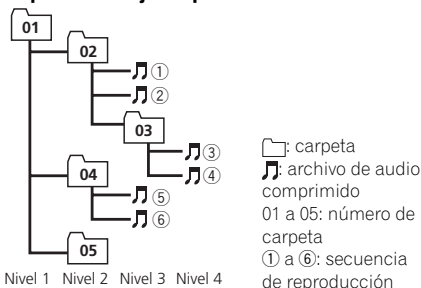 01
02
①
②
03
③
④
04
⑤
⑥
05
Nivel 1 Nivel 2 Nivel 3 Nivel 4
: carpeta
: archivo de audio
comprimido
01 a 05: número de
carpeta
① a ⑥: secuencia
de reproducción